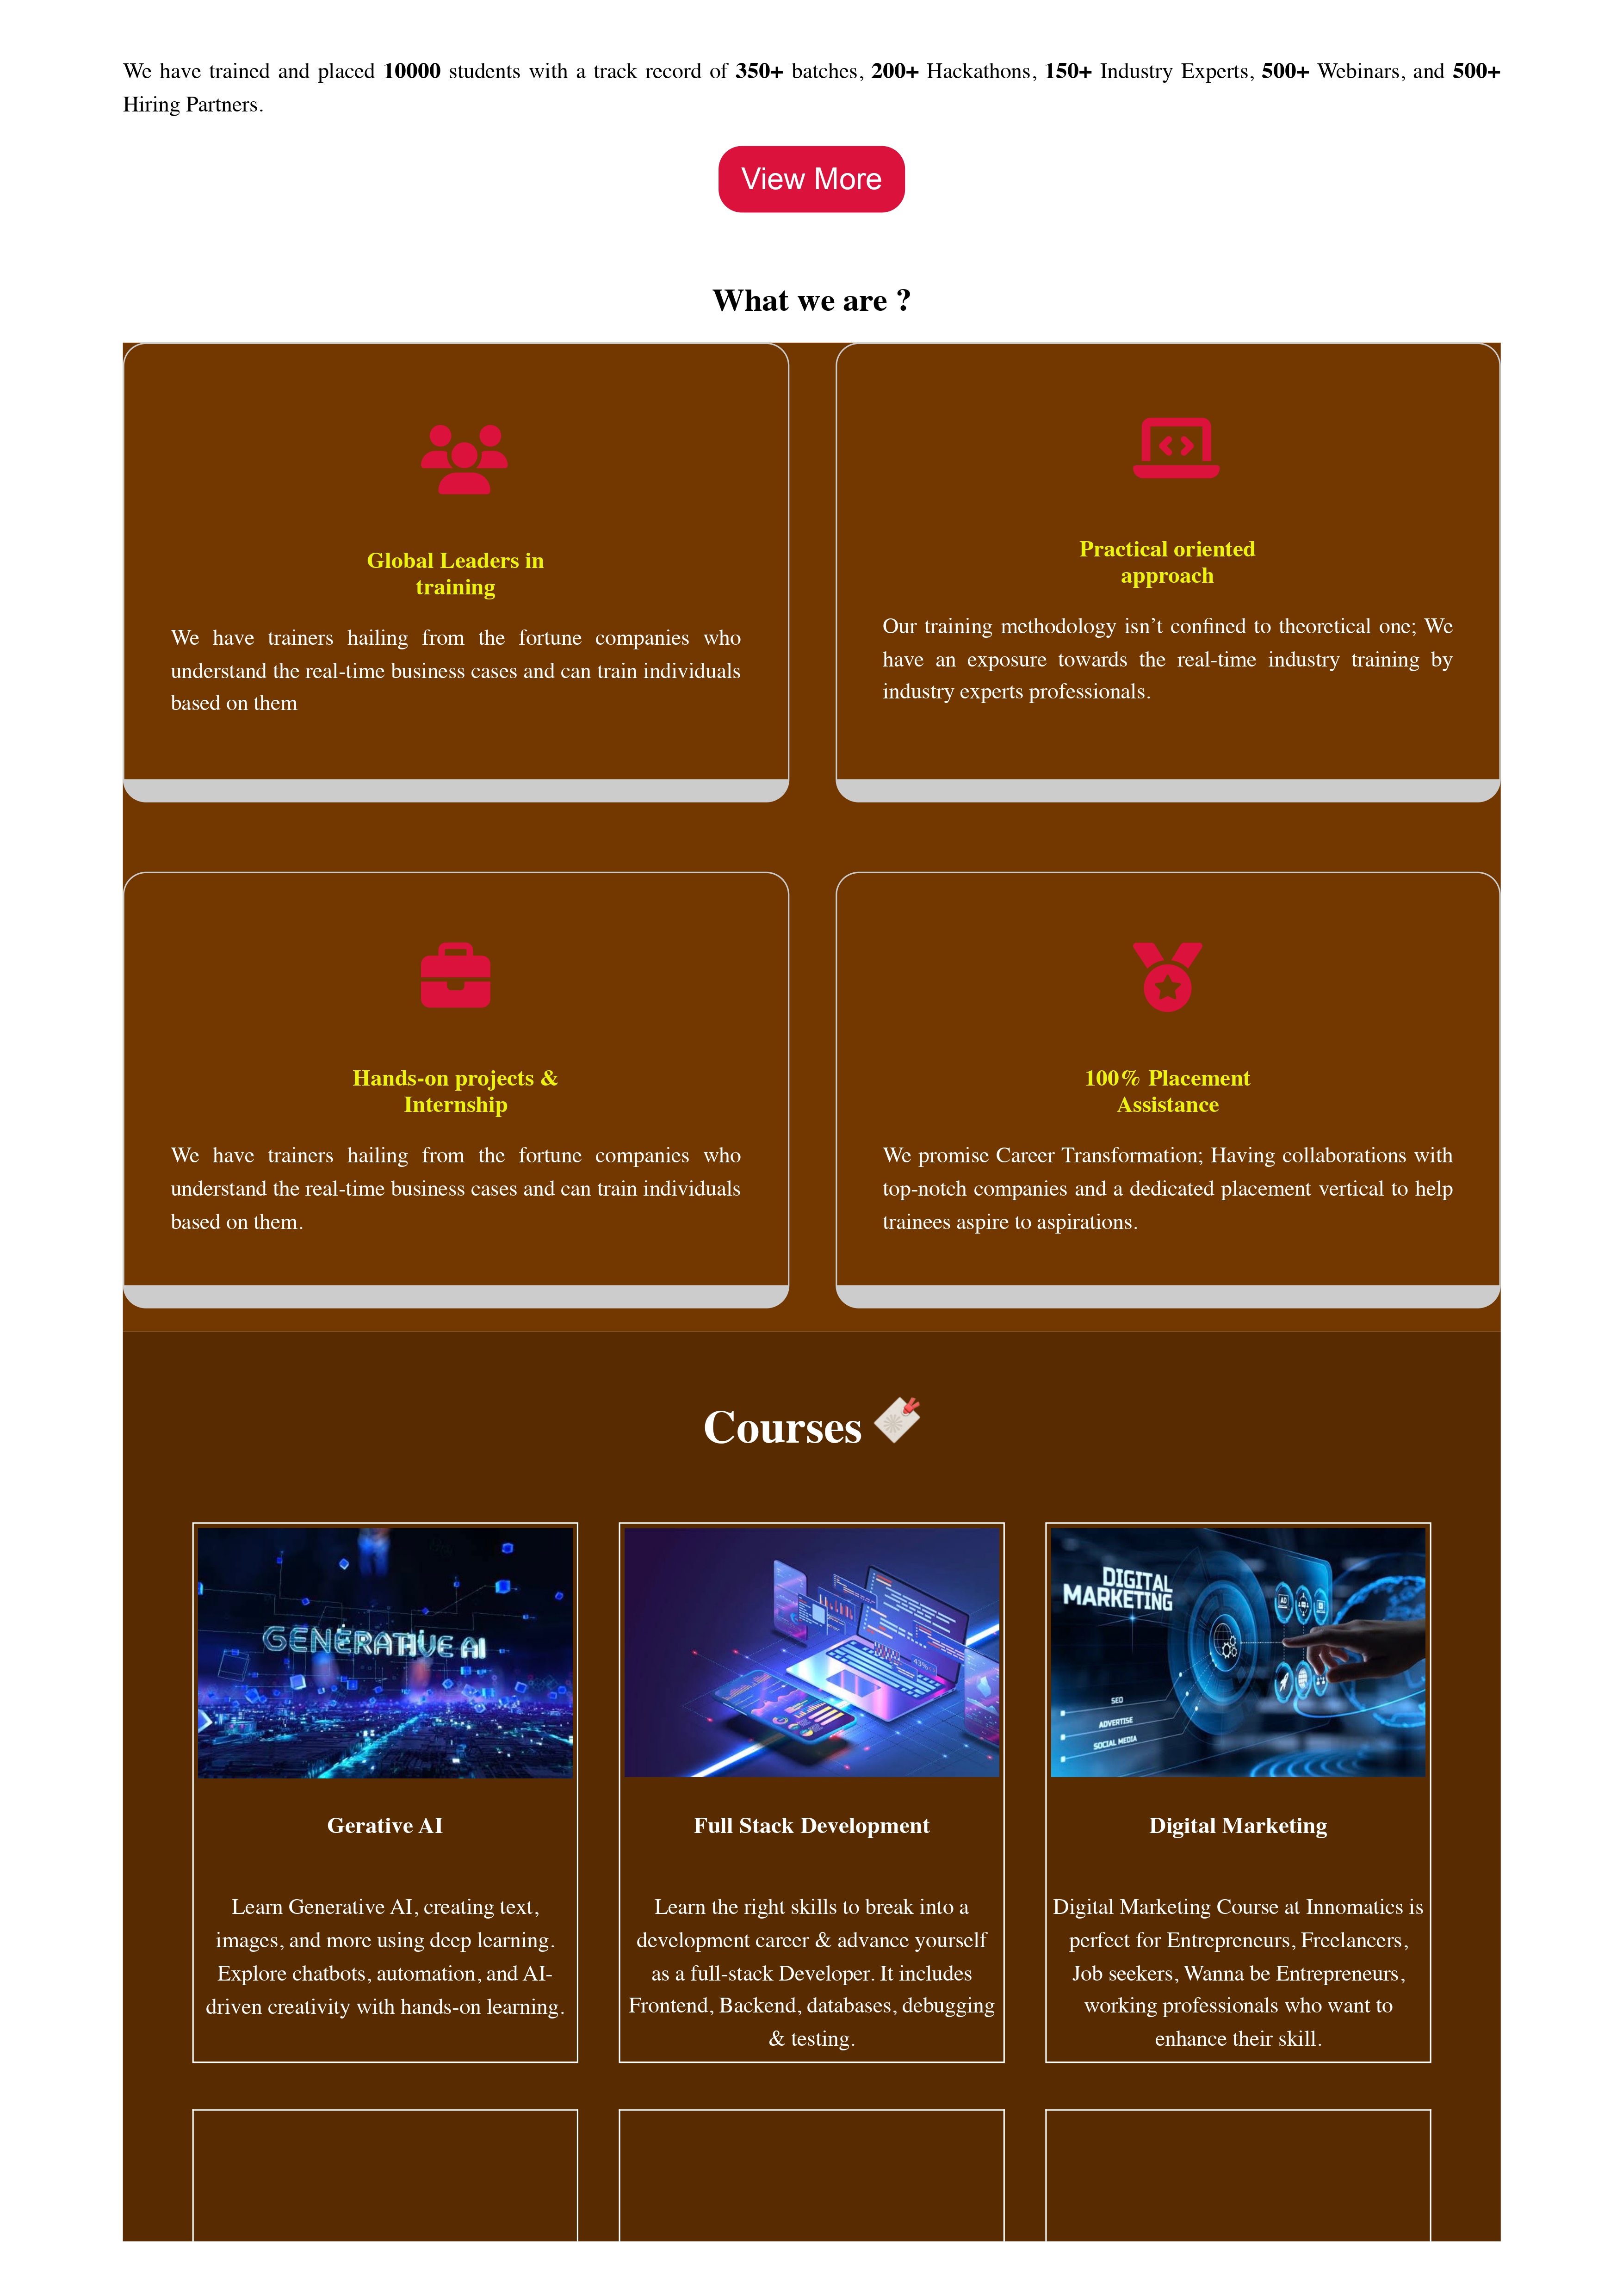 We have trained and placed 10000 students with a track record of 350+ batches, 200+ Hackathons, 150+ Industry Experts, 500+ Webinars, and 500+
Hiring Partners.
View More
What we are ?
Global Leaders in
training
We have trainers hailing from the fortune companies who
understand the real-time business cases and can train individuals
based on them
Practical oriented
approach
Our training methodology isn’t confined to theoretical one; We
have an exposure towards the real-time industry training by
industry experts professionals.
Hands-on projects &
Internship
We have trainers hailing from the fortune companies who
understand the real-time business cases and can train individuals
based on them.
100% Placement
Assistance
We promise Career Transformation; Having collaborations with
top-notch companies and a dedicated placement vertical to help
trainees aspire to aspirations.
Courses
GENERATIVE AI
Gerative AI
Learn Generative AI, creating text,
images, and more using deep learning.
Explore chatbots, automation, and AI-
driven creativity with hands-on learning.
Full Stack Development
Learn the right skills to break into a
development career & advance yourself
as a full-stack Developer. It includes
Frontend, Backend, databases, debugging
& testing.
DIGITAL
MARKETING
AD
SEO
ADVERTISE
SOCIAL MEDIA
Digital Marketing
Digital Marketing Course at Innomatics is
perfect for Entrepreneurs, Freelancers,
Job seekers, Wanna be Entrepreneurs,
working professionals who want to
enhance their skill.